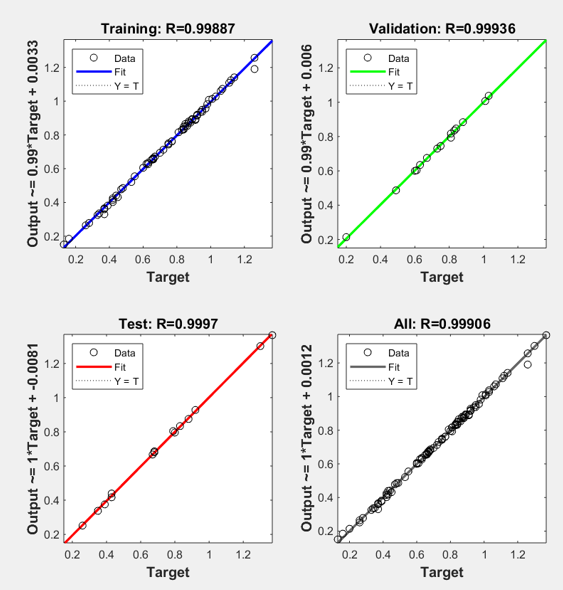 Training: R=0.99887
Output ~= 0.99*Target + 0.0033
Data
Fit
Y = T
1.2
1
0.8
0.6
0.4
0.2
0.2 0.4 0.6 0.8 1 1.2
Target
Validation: R=0.99936
Output ~= 0.99*Target + 0.006
Data
Fit
Y = T
1.2
1
0.8
0.6
0.4
0.2
0.2 0.4 0.6 0.8 1 1.2
Target
Test: R=0.9997
Output ~= 1*Target + -0.0081
Data
Fit
Y = T
1.2
1
0.8
0.6
0.4
0.2
0.2 0.4 0.6 0.8 1 1.2
Target
All: R=0.99906
Output ~= 1*Target + 0.0012
Data
Fit
Y = T
1.2
1
0.8
0.6
0.4
0.2
0.2 0.4 0.6 0.8 1 1.2
Target